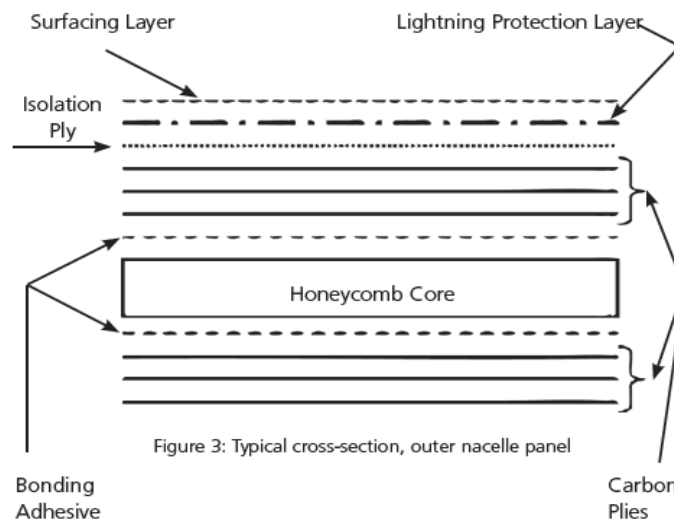 Surfacing Layer
Lightning Protection Layer
Isolation
Ply
Honeycomb Core
Figure 3: Typical cross-section, outer nacelle panel
Bonding
Adhesive
Carbon
Plies